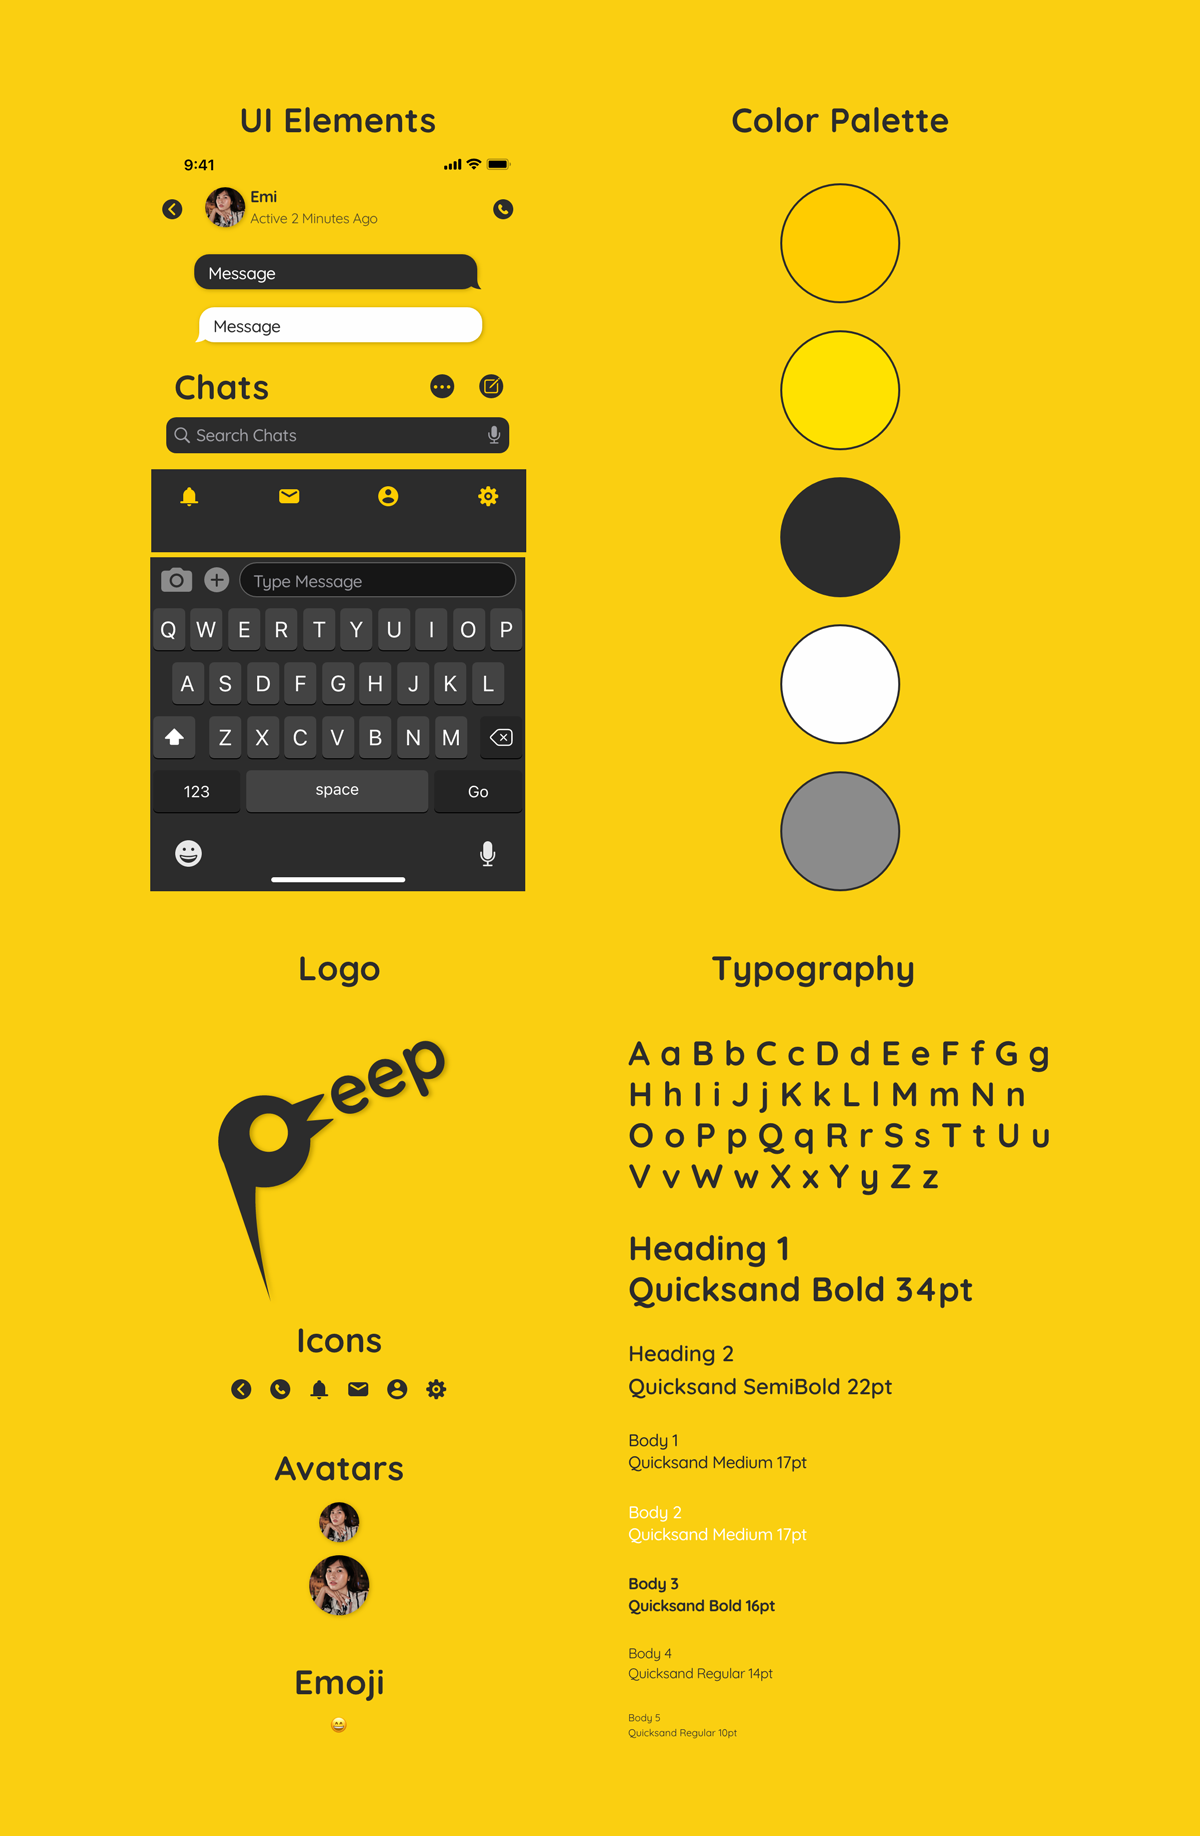 UI Elements
9:41
Emi
Active 2 Minutes Ago
Message
Message
Chats
Search Chats
Type Message
Q W E R T Y U I O P
A S D F G H J K L
Z X C V B N M
123 space Go
Color Palette
Logo
Peep
Icons
Avatars
Emoji
Typography
A a B b C c D d E e F f G g
H h I i J j K k L l M m N n
O o P p Q q R r S s T t U u
V v W w X x Y y Z z
Heading 1
Quicksand Bold 34pt
Heading 2
Quicksand SemiBold 22pt
Body 1
Quicksand Medium 17pt
Body 2
Quicksand Medium 17pt
Body 3
Quicksand Bold 16pt
Body 4
Quicksand Regular 14pt
Body 5
Quicksand Regular 10pt